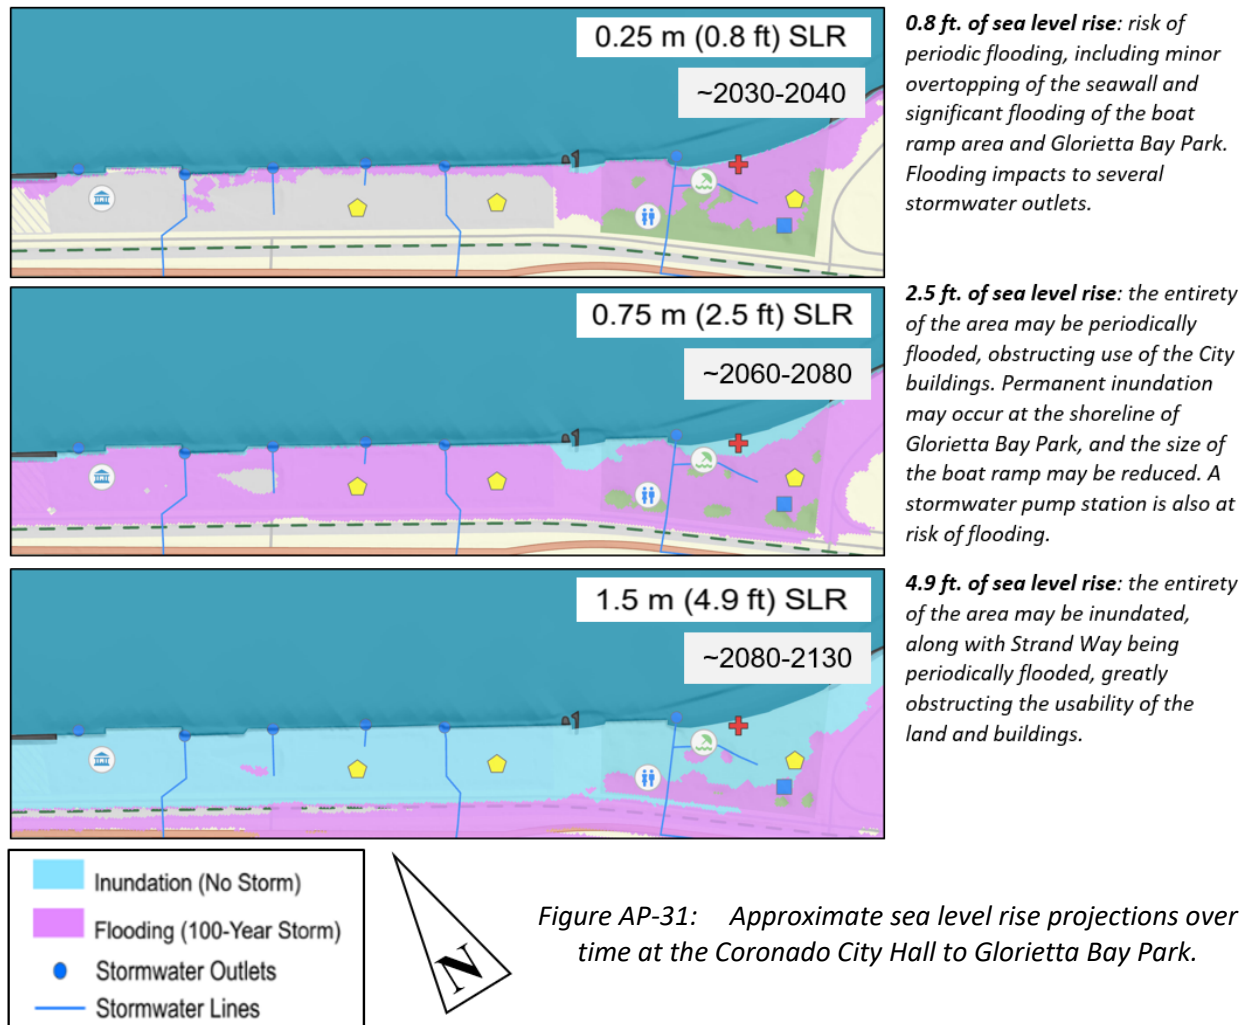 0.25 m (0.8 ft) SLR
~2030-2040
0.8 ft. of sea level rise: risk of
periodic flooding, including minor
overtopping of the seawall and
significant flooding of the boat
ramp area and Glorietta Bay Park.
Flooding impacts to several
stormwater outlets.
0.75 m (2.5 ft) SLR
~2060-2080
2.5 ft. of sea level rise: the entirety
of the area may be periodically
flooded, obstructing use of the City
buildings. Permanent inundation
may occur at the shoreline of
Glorietta Bay Park, and the size of
the boat ramp may be reduced. A
stormwater pump station is also at
risk of flooding.
1.5 m (4.9 ft) SLR
~2080-2130
4.9 ft. of sea level rise: the entirety
of the area may be inundated,
along with Strand Way being
periodically flooded, greatly
obstructing the usability of the
land and buildings.
Inundation (No Storm)
Flooding (100-Year Storm)
Stormwater Outlets
Stormwater Lines
N
Figure AP-31: Approximate sea level rise projections over
time at the Coronado City Hall to Glorietta Bay Park.